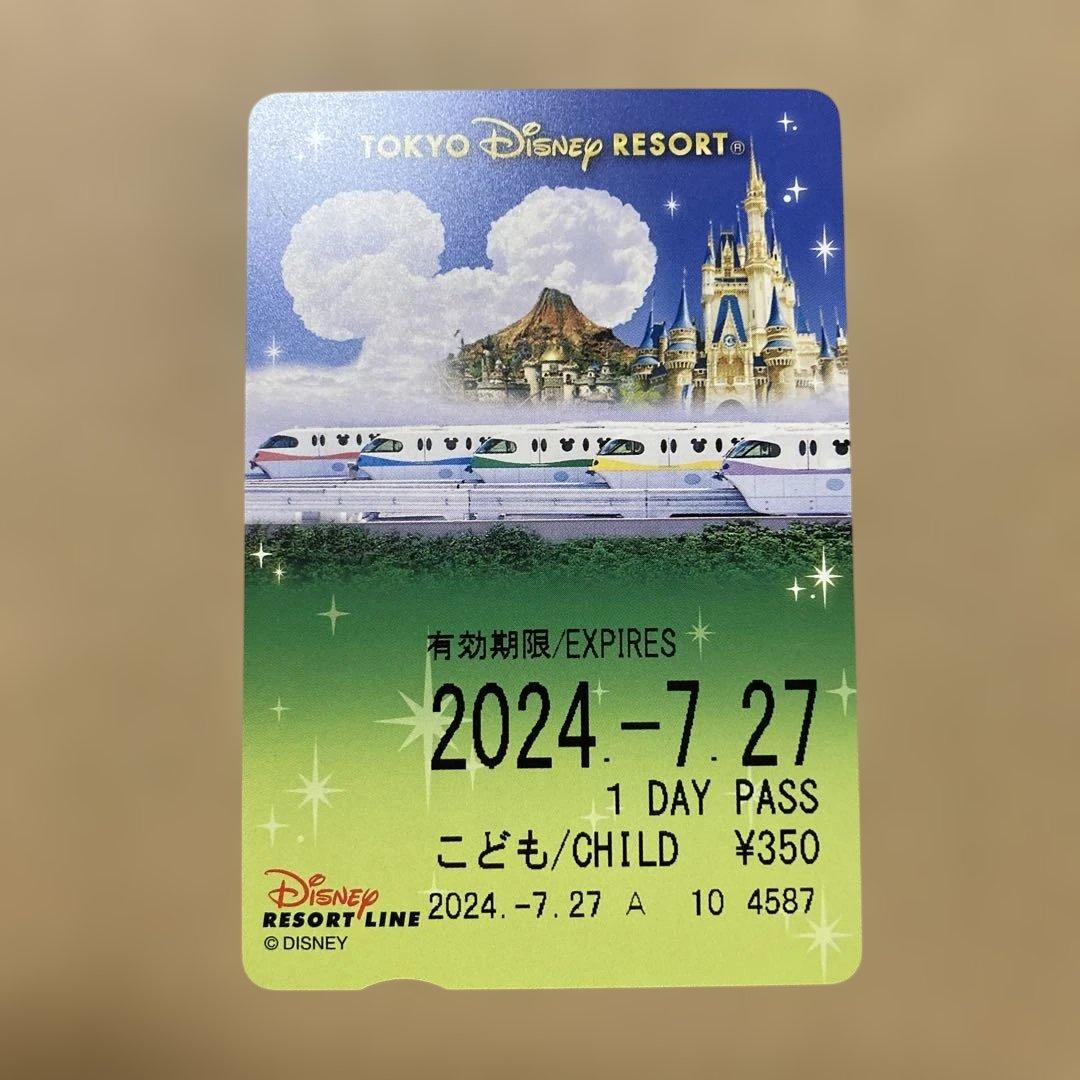 TOKYO Disney RESORT®
有効期限/EXPIRES
2024.-7.27
1 DAY PASS
こども/CHILD ¥350
2024.-7.27 A 10 4587
Disney
RESORT LINE
© DISNEY